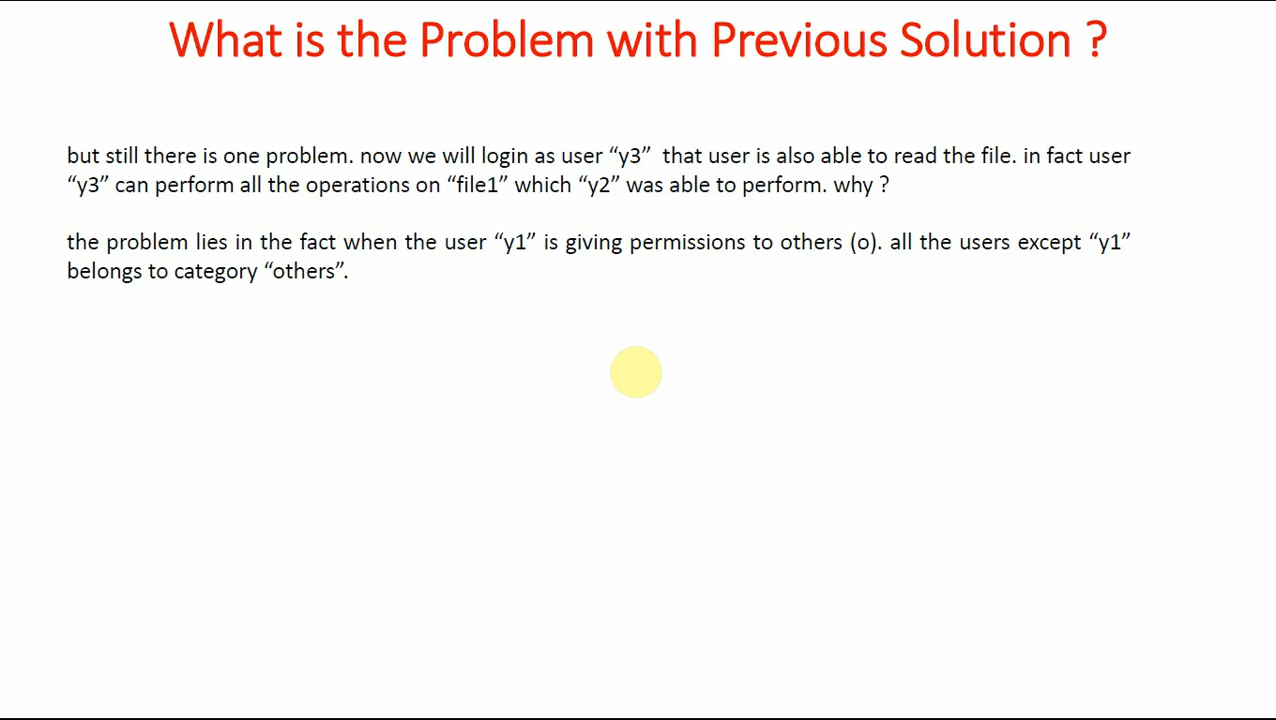 What is the Problem with Previous Solution ?
but still there is one problem. now we will login as user “y3” that user is also able to read the file. in fact user
“y3” can perform all the operations on “file1” which “y2” was able to perform. why ?
the problem lies in the fact when the user “y1” is giving permissions to others (o). all the users except “y1”
belongs to category “others”.